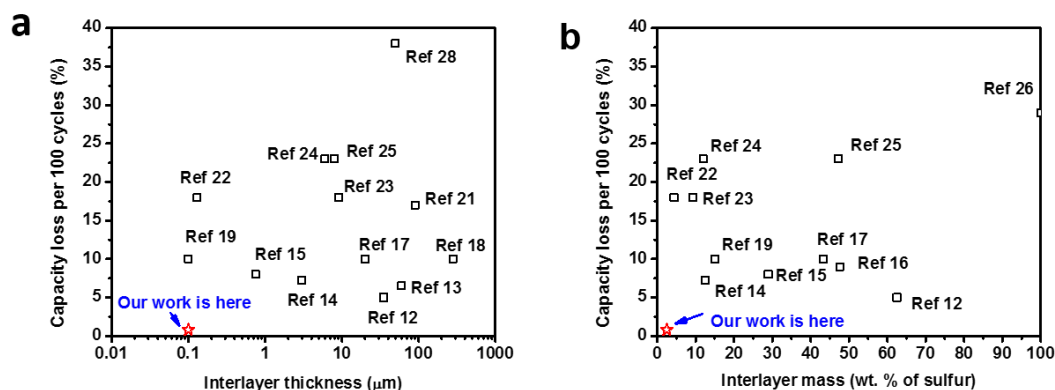 a
Capacity loss per 100 cycles (%)
40
35
30
25
20
15
10
5
0
Ref 28
Ref 24
Ref 25
Ref 22
Ref 23
Ref 21
Ref 19
Ref 15
Ref 17
Ref 18
Ref 14
Ref 13
Ref 12
Our work is here
0.01 0.1 1 10 100 1000
Interlayer thickness (μm)
b
Capacity loss per 100 cycles (%)
40
35
30
25
20
15
10
5
0
Ref 26
Ref 24
Ref 25
Ref 22
Ref 23
Ref 19
Ref 17
Ref 16
Ref 15
Ref 14
Ref 12
Our work is here
0 10 20 30 40 50 60 70 80 90 100
Interlayer mass (wt. % of sulfur)